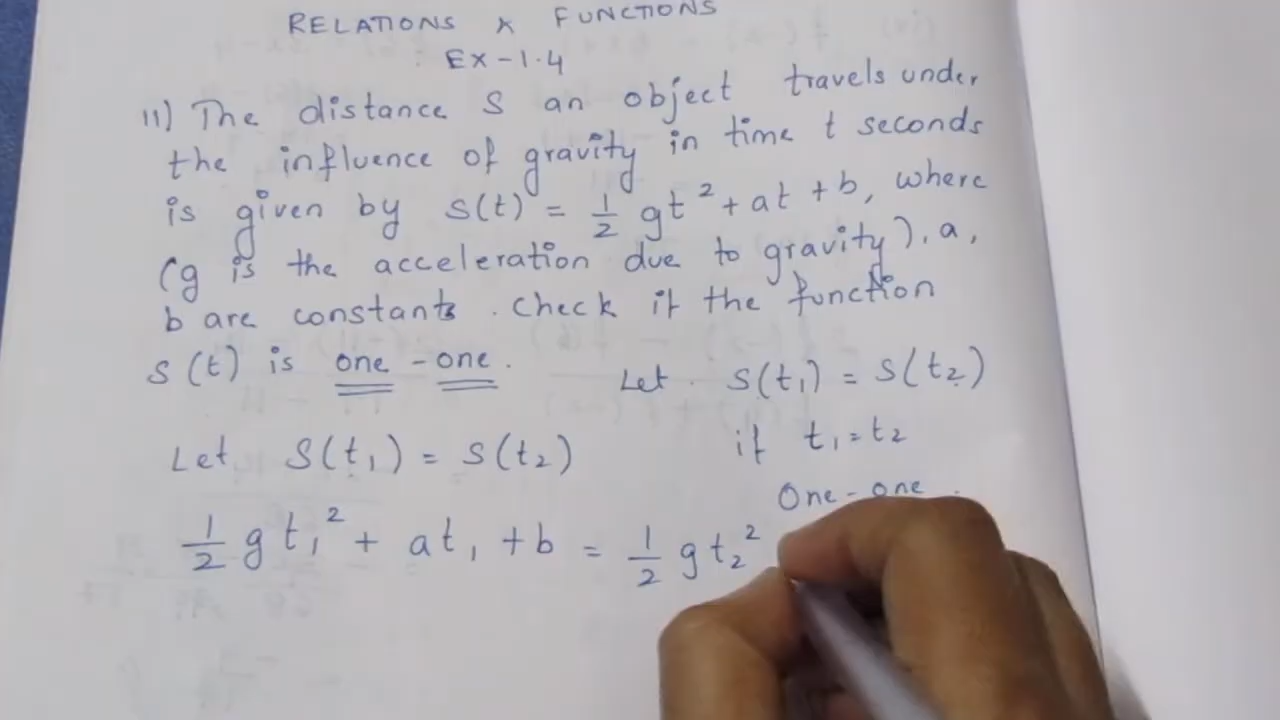 RELATIONS & FUNCTIONS
EX-1.4
11) The distance S an object travels under
the influence of gravity in time t seconds
is given by S(t) = 1/2 gt² + at + b, where
(g is the acceleration due to gravity), a,
b are constants. Check if the function
S(t) is one-one.
Let S(t₁) = S(t₂)
if t₁ = t₂
One-one.
Let S(t₁) = S(t₂)
1/2 gt₁² + at₁ + b = 1/2 gt₂²